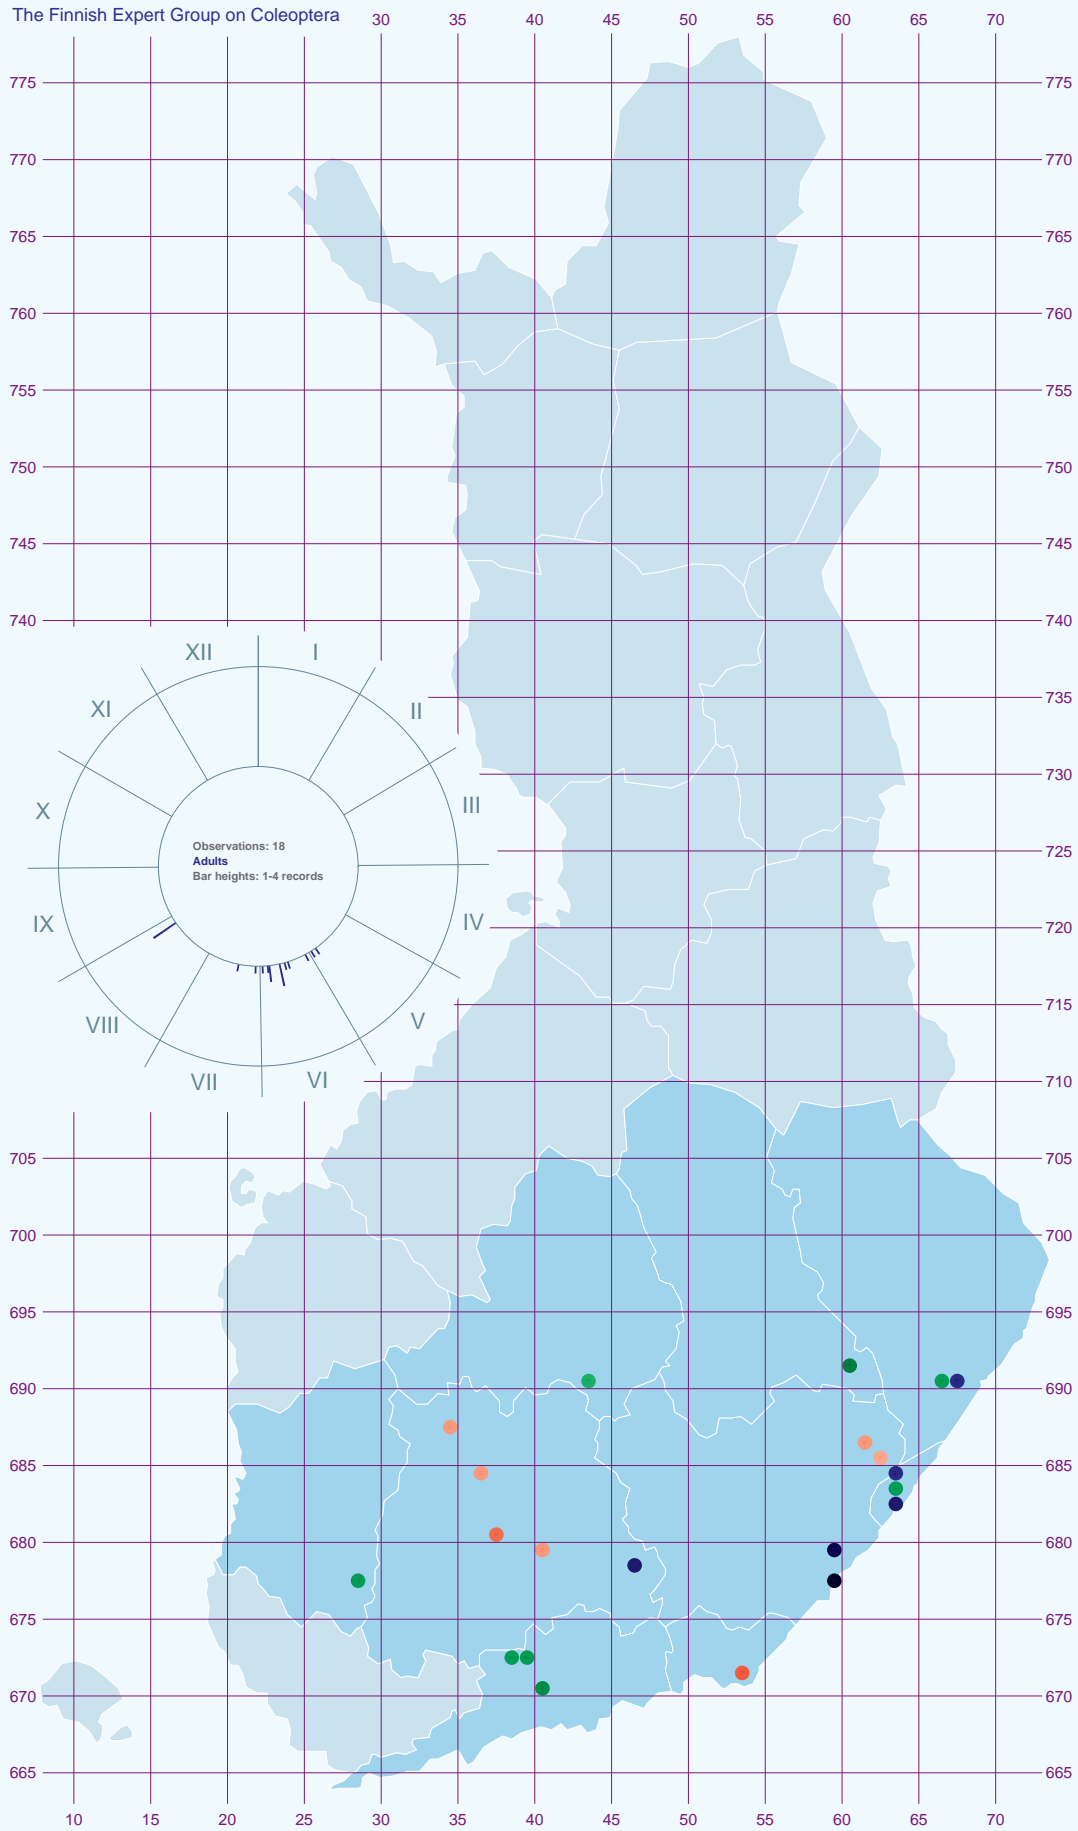 The Finnish Expert Group on Coleoptera 30 35 40 45 50 55 60 65 70
775 775
770 770
765 765
760 760
755 755
750 750
745 745
740 740
735
730
725
720
715
710
705 705
700 700
695 695
690 690
685 685
680 680
675 675
670 670
665 665
10 15 20 25 30 35 40 45 50 55 60 65 70
XII I
XI II
X III
IX IV
VIII V
VII VI
Observations: 18
Adults
Bar heights: 1-4 records